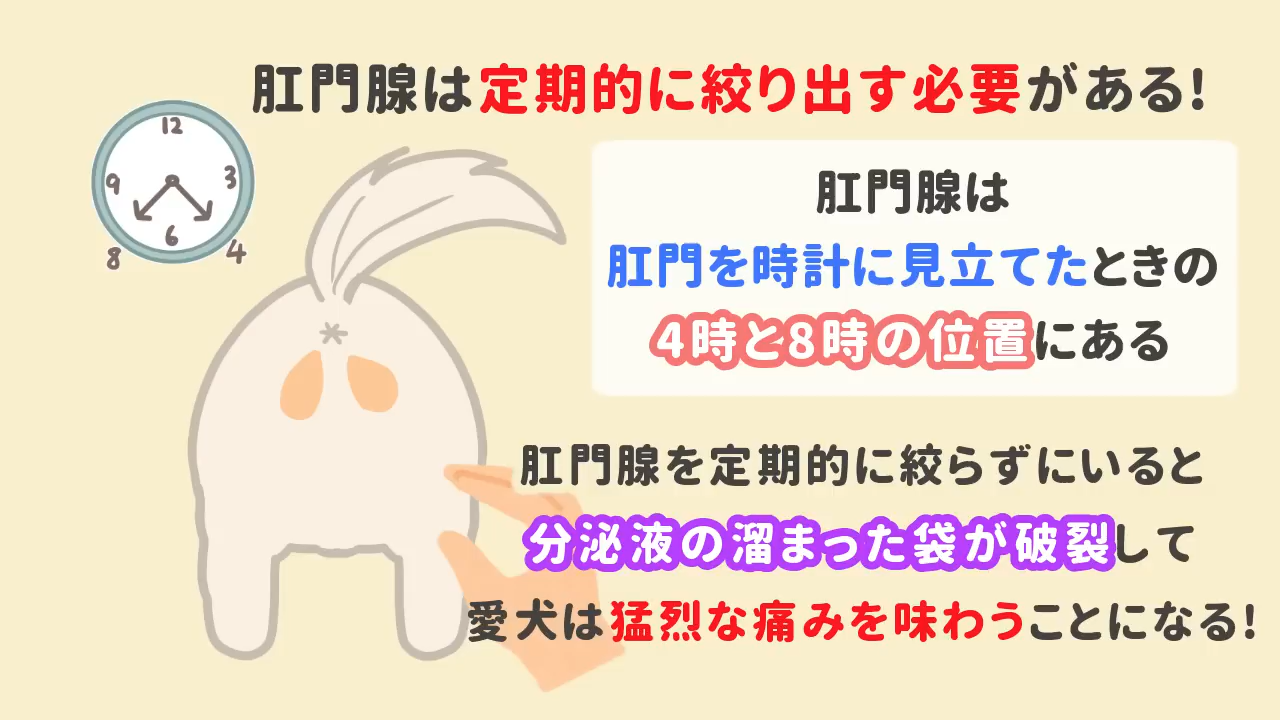 肛門腺は定期的に絞り出す必要がある!
12
9 3
6
8 4
肛門腺は
肛門を時計に見立てたときの
4時と8時の位置にある
肛門腺を定期的に絞らずにいると
分泌液の溜まった袋が破裂して
愛犬は猛烈な痛みを味わうことになる!